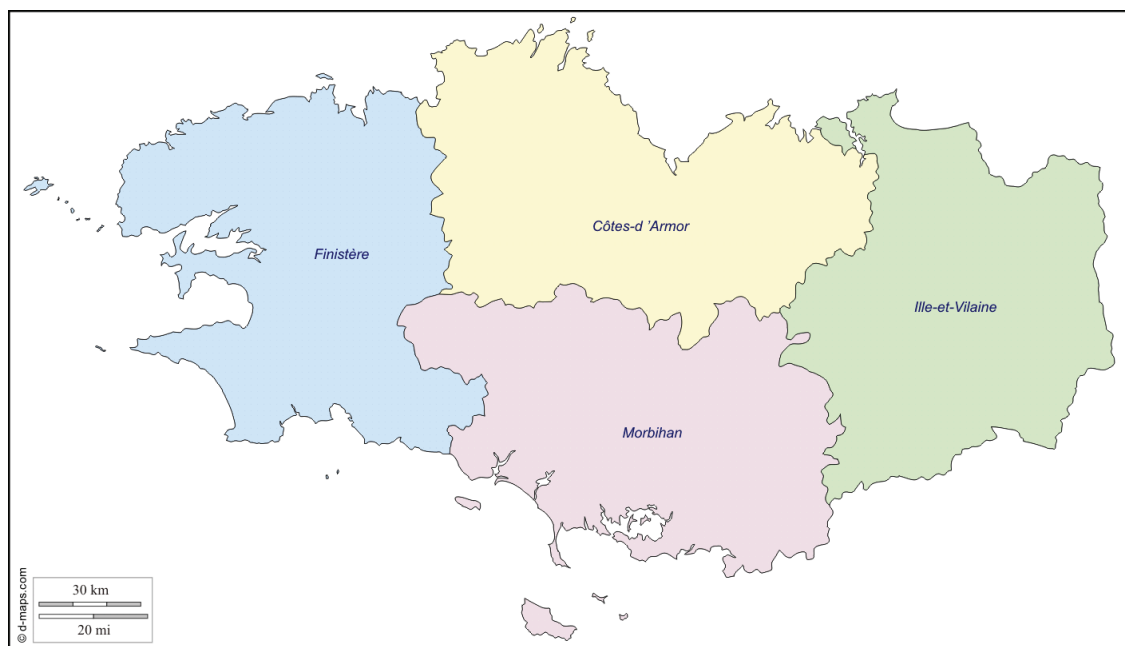 Côtes-d 'Armor
Finistère
Ille-et-Vilaine
Morbihan
30 km
20 mi
© d-maps.com